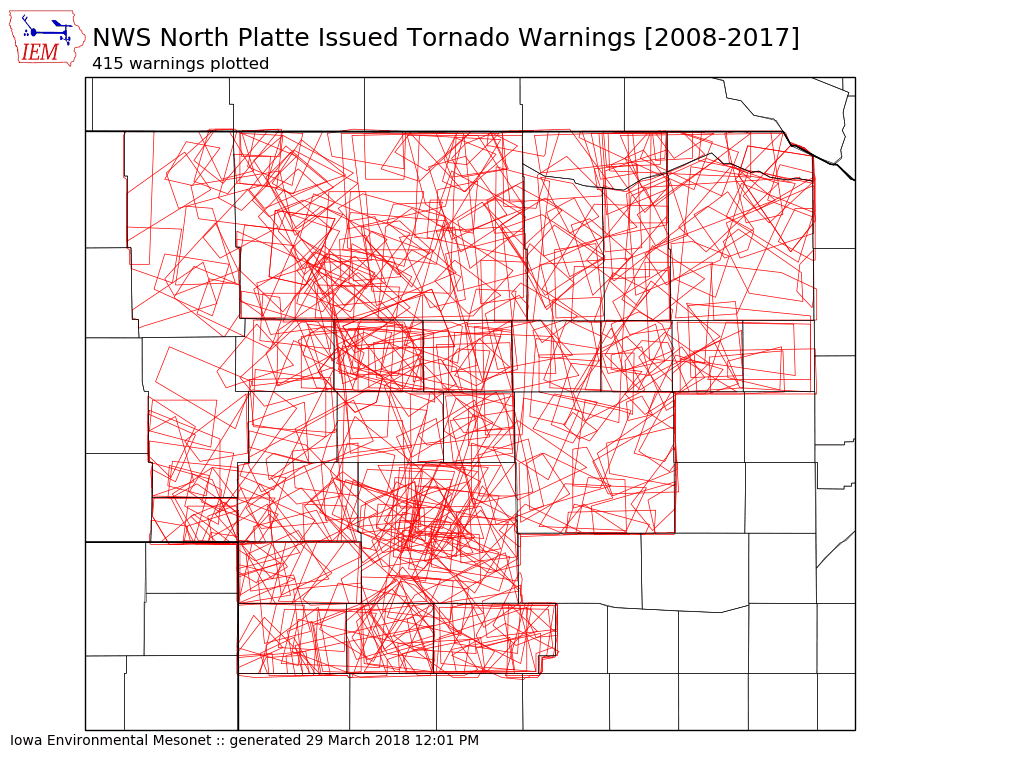 IEM
NWS North Platte Issued Tornado Warnings [2008-2017]
415 warnings plotted
Iowa Environmental Mesonet :: generated 29 March 2018 12:01 PM